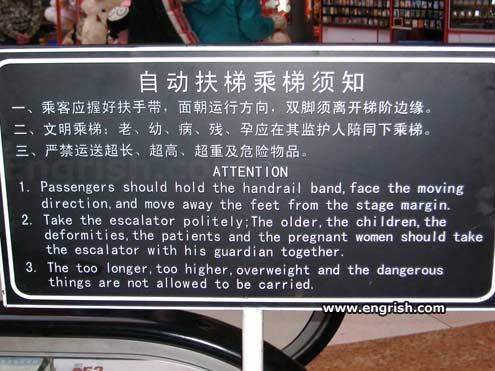 自动扶梯乘梯须知
一、乘客应握好扶手带，面朝运行方向，双脚须离开梯阶边缘。
二、文明乘梯：老、幼、病、残、孕应在其监护人陪同下乘梯。
三、严禁运送超长、超高、超重及危险物品。
ATTENTION
1. Passengers should hold the handrail band, face the moving
direction, and move away the feet from the stage margin.
2. Take the escalator politely; The older, the children, the
deformities, the patients and the pregnant women should take
the escalator with his guardian together.
3. The too longer, too higher, overweight and the dangerous
things are not allowed to be carried.
www.engrish.com